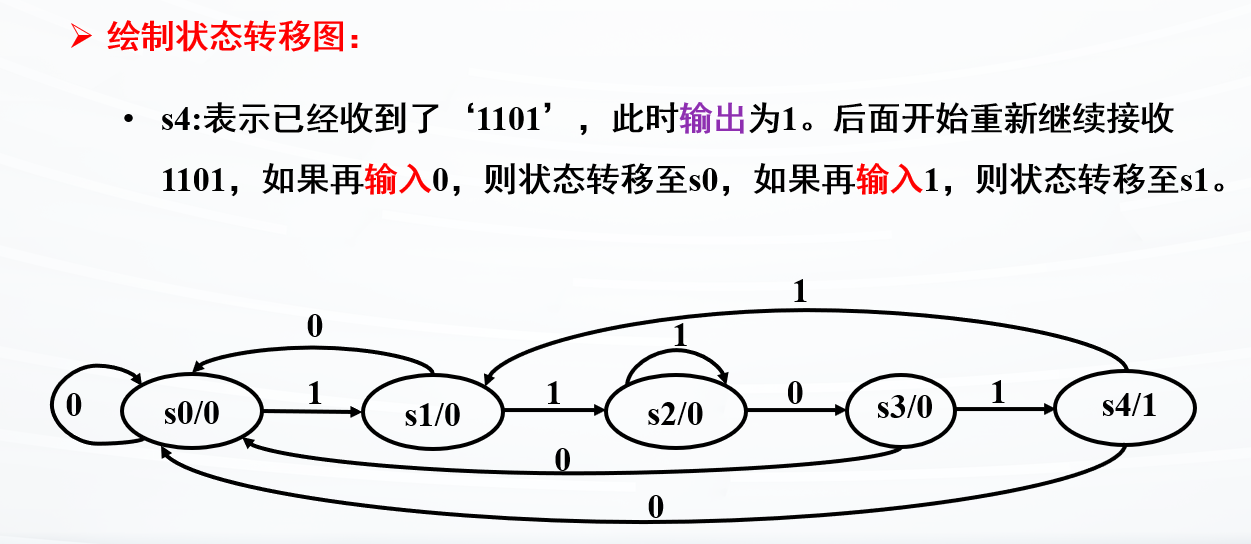 ➢ 绘制状态转移图：
• s4:表示已经收到了‘1101’，此时输出为1。后面开始重新继续接收
1101，如果再输入0，则状态转移至s0，如果再输入1，则状态转移至s1。
1
0
1
0
s0/0
1
s1/0
1
s2/0
0
s3/0
1
s4/1
0
0